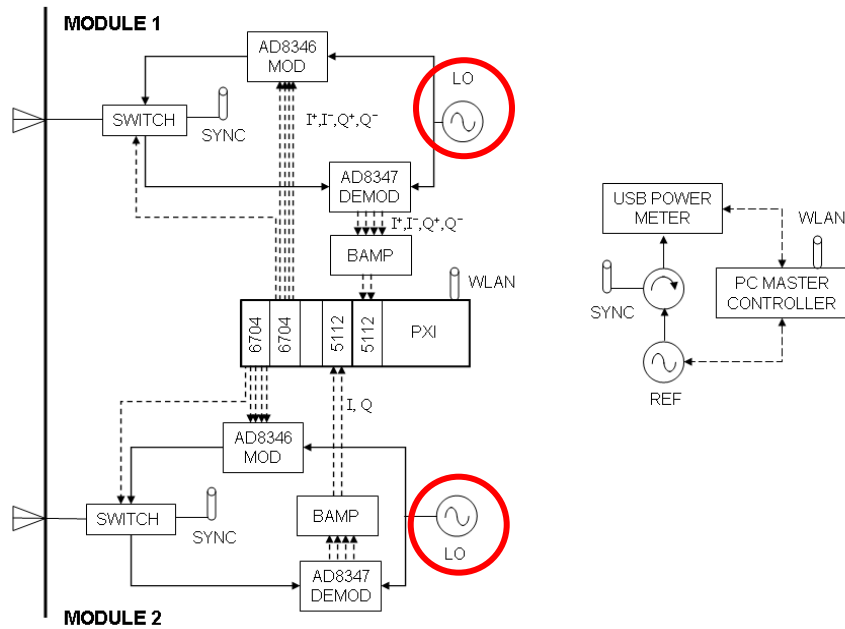 MODULE 1
AD8346
MOD
LO
SWITCH
SYNC
I⁺,I⁻,Q⁺,Q⁻
AD8347
DEMOD
I⁺,I⁻,Q⁺,Q⁻
BAMP
WLAN
6704
6704
5112
5112
PXI
I, Q
AD8346
MOD
SWITCH
SYNC
BAMP
LO
AD8347
DEMOD
MODULE 2
USB POWER
METER
WLAN
SYNC
PC MASTER
CONTROLLER
REF